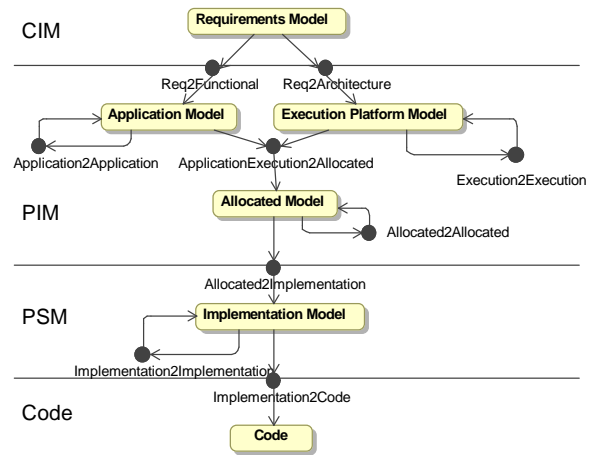 CIM
Requirements Model
Req2Functional
Req2Architecture
Application Model
Execution Platform Model
Application2Application
ApplicationExecution2Allocated
Execution2Execution
PIM
Allocated Model
Allocated2Allocated
Allocated2Implementation
PSM
Implementation Model
Implementation2Implementation
Implementation2Code
Code
Code